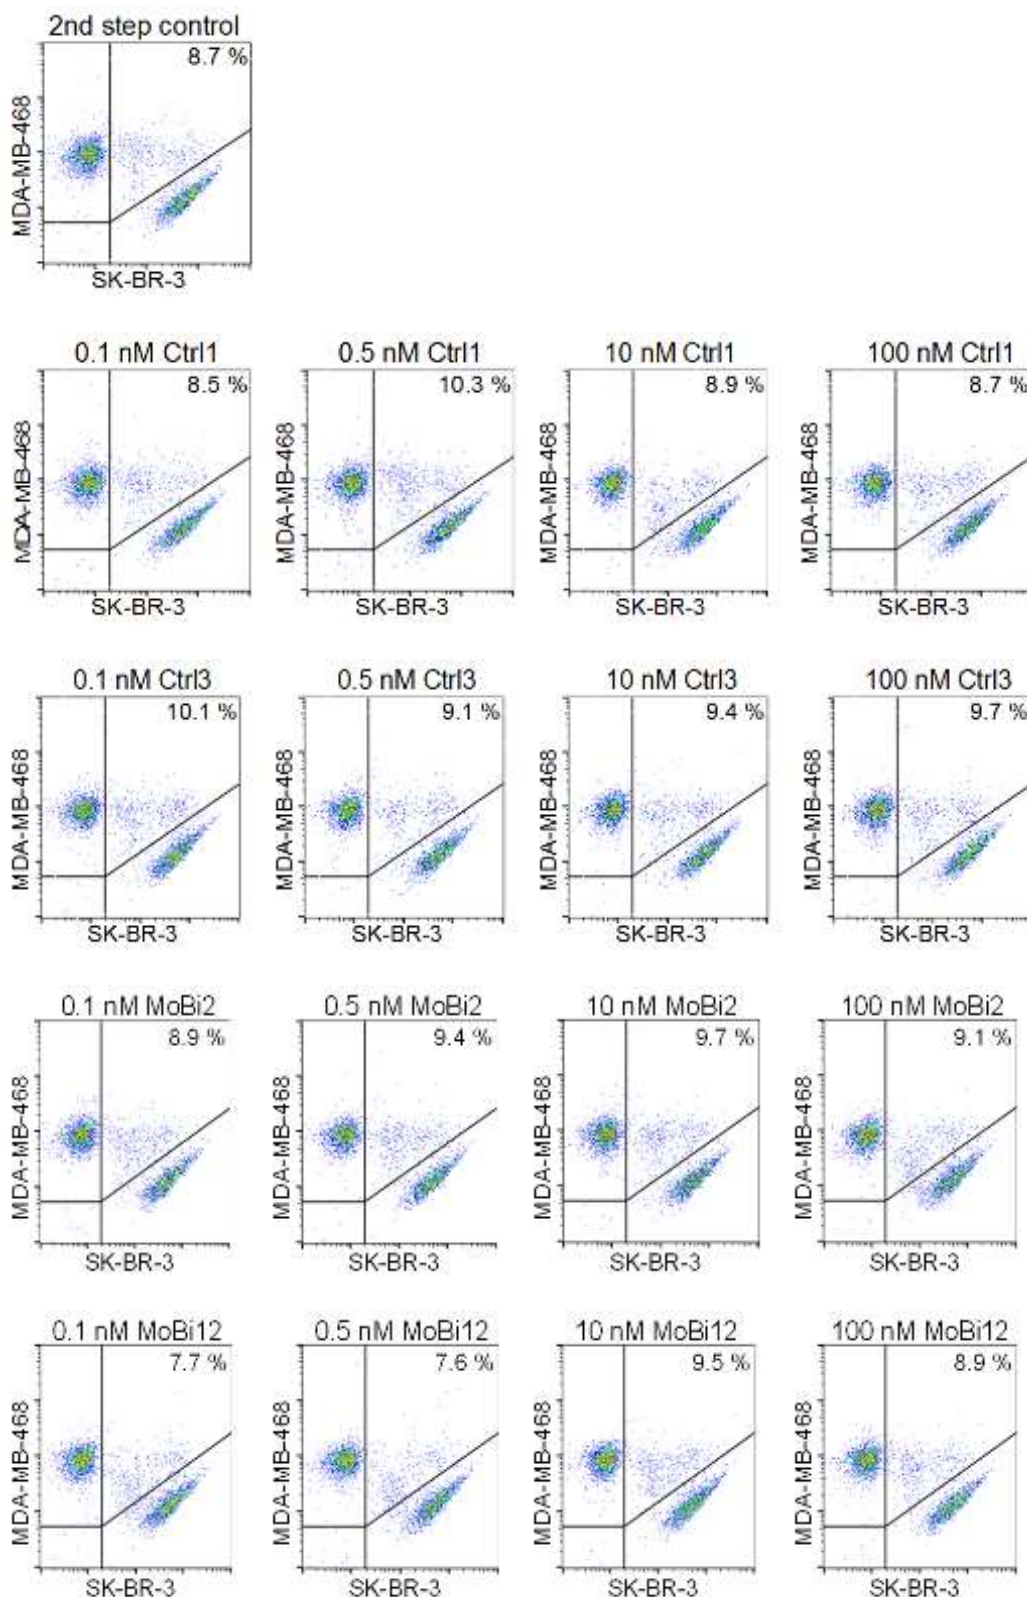 2nd step control
8.7 %
MDA-MB-468
SK-BR-3
0.1 nM Ctrl1
0.5 nM Ctrl1
10 nM Ctrl1
100 nM Ctrl1
8.5 %
10.3 %
8.9 %
8.7 %
MDA-MB-468
MDA-MB-468
MDA-MB-468
MDA-MB-468
SK-BR-3
SK-BR-3
SK-BR-3
SK-BR-3
0.1 nM Ctrl3
0.5 nM Ctrl3
10 nM Ctrl3
100 nM Ctrl3
10.1 %
9.1 %
9.4 %
9.7 %
MDA-MB-468
MDA-MB-468
MDA-MB-468
MDA-MB-468
SK-BR-3
SK-BR-3
SK-BR-3
SK-BR-3
0.1 nM MoBi2
0.5 nM MoBi2
10 nM MoBi2
100 nM MoBi2
8.9 %
9.4 %
9.7 %
9.1 %
MDA-MB-468
MDA-MB-468
MDA-MB-468
MDA-MB-468
SK-BR-3
SK-BR-3
SK-BR-3
SK-BR-3
0.1 nM MoBi12
0.5 nM MoBi12
10 nM MoBi12
100 nM MoBi12
7.7 %
7.6 %
9.5 %
8.9 %
MDA-MB-468
MDA-MB-468
MDA-MB-468
MDA-MB-468
SK-BR-3
SK-BR-3
SK-BR-3
SK-BR-3